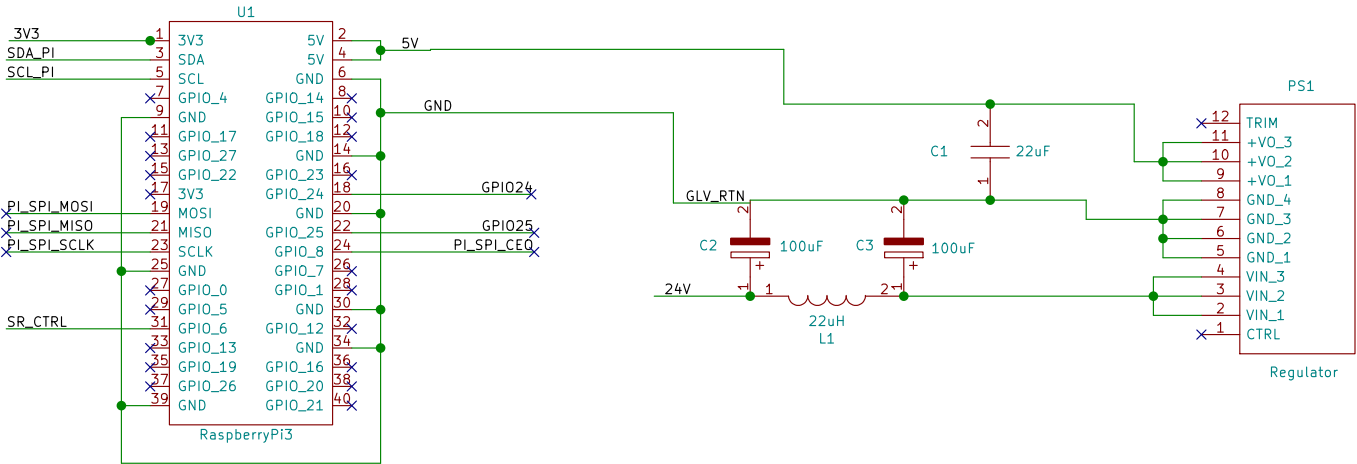 U1
3V3 1 3V3 5V 2
SDA_PI 3 SDA 5V 4 5V
SCL_PI 5 SCL GND 6
7 GPIO_4 GPIO_14 8
9 GND GPIO_15 10 GND
11 GPIO_17 GPIO_18 12
13 GPIO_27 GND 14
15 GPIO_22 GPIO_23 16
17 3V3 GPIO_24 18 GPIO24
PI_SPI_MOSI 19 MOSI GND 20
PI_SPI_MISO 21 MISO GPIO_25 22 GPIO25
PI_SPI_SCLK 23 SCLK GPIO_8 24 PI_SPI_CEO
25 GND GPIO_7 26
27 GPIO_0 GPIO_1 28
29 GPIO_5 GND 30
SR_CTRL 31 GPIO_6 GPIO_12 32
33 GPIO_13 GND 34
35 GPIO_19 GPIO_16 36
37 GPIO_26 GPIO_20 38
39 GND GPIO_21 40
RaspberryPi3
2
C1 22uF
1
GLV_RTN
2
C2 100uF
1
2
C3 100uF
1
24V
1 2
22uH
L1
PS1
12 TRIM
11 +VO_3
10 +VO_2
9 +VO_1
8 GND_4
7 GND_3
6 GND_2
5 GND_1
4 VIN_3
3 VIN_2
2 VIN_1
1 CTRL
Regulator